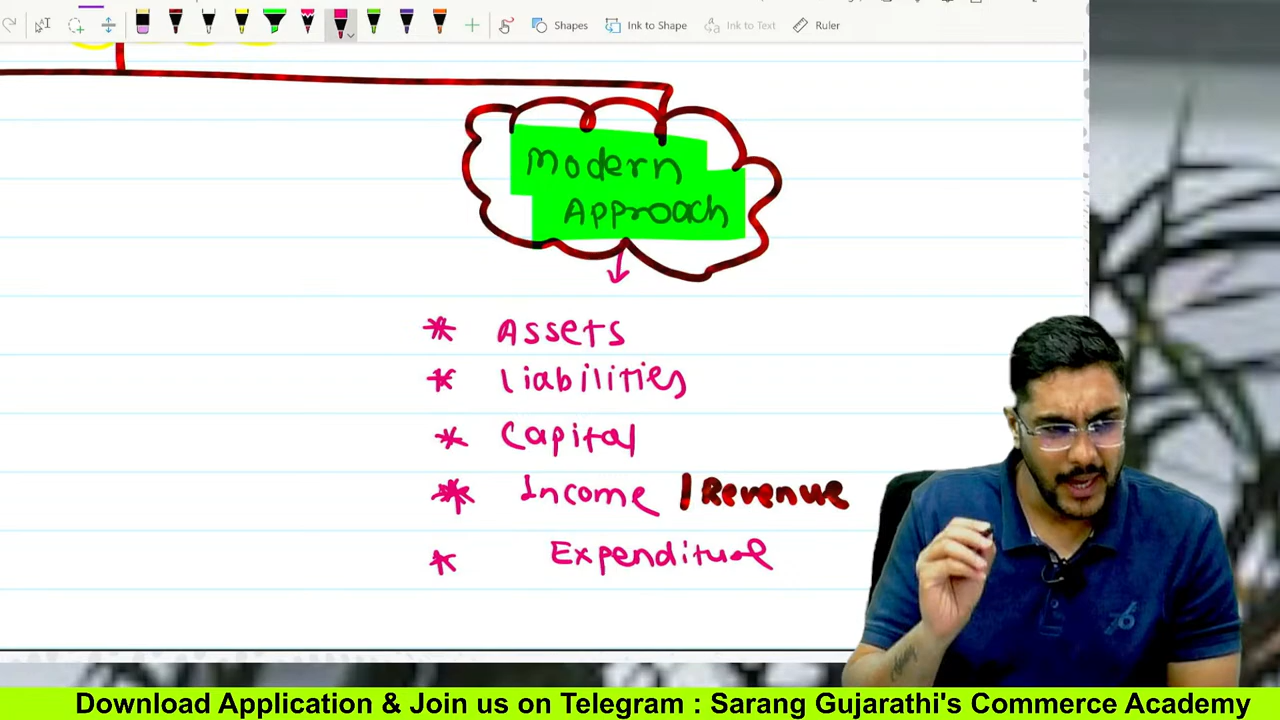 Shapes
Ink to Shape
Ink to Text
Ruler
Modern
Approach
* Assets
* Liabilities
* Capital
* Income / Revenue
* Expenditure
Download Application & Join us on Telegram : Sarang Gujarathi's Commerce Academy